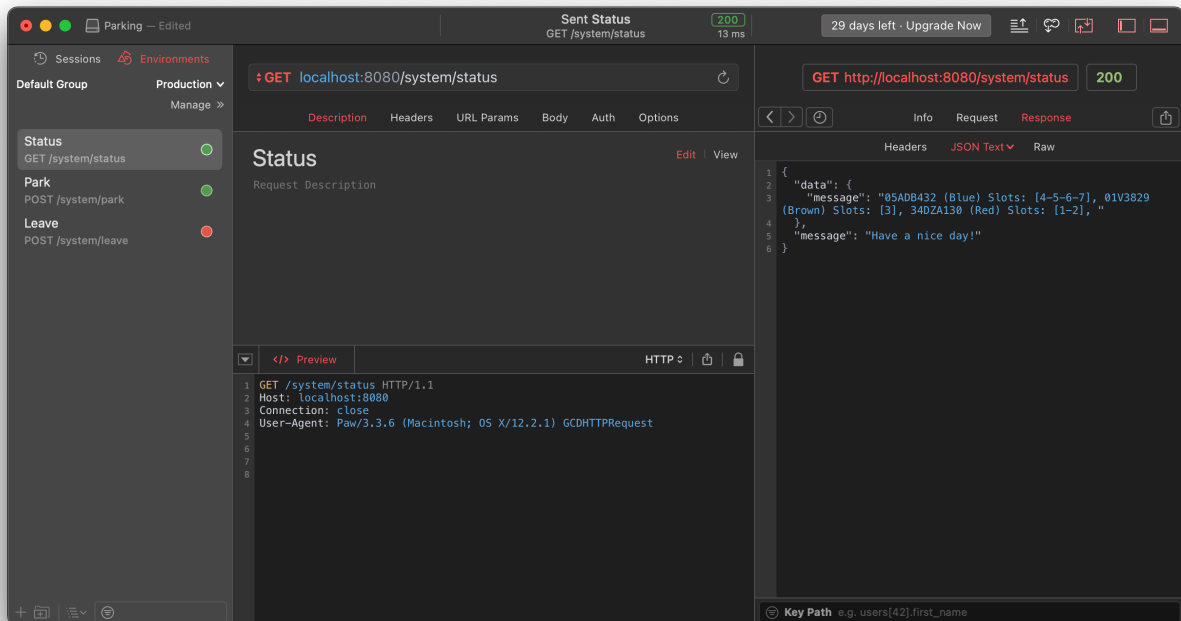 Parking — Edited
Sent Status
GET /system/status
200
13 ms
29 days left · Upgrade Now
Sessions
Environments
Default Group
Production
Manage »
Status
GET /system/status
Park
POST /system/park
Leave
POST /system/leave
GET localhost:8080/system/status
Description Headers URL Params Body Auth Options
Status
Edit View
Request Description
</> Preview
HTTP
1 GET /system/status HTTP/1.1
2 Host: localhost:8080
3 Connection: close
4 User-Agent: Paw/3.3.6 (Macintosh; OS X/12.2.1) GCDHTTPRequest
5
6
7
8
GET http://localhost:8080/system/status
200
Info Request Response
Headers JSON Text Raw
1 {
2 "data": {
3 "message": "05ADB432 (Blue) Slots: [4-5-6-7], 01V3829
(Brown) Slots: [3], 34DZA130 (Red) Slots: [1-2], "
4 },
5 "message": "Have a nice day!"
6 }
Key Path e.g. users[42].first_name